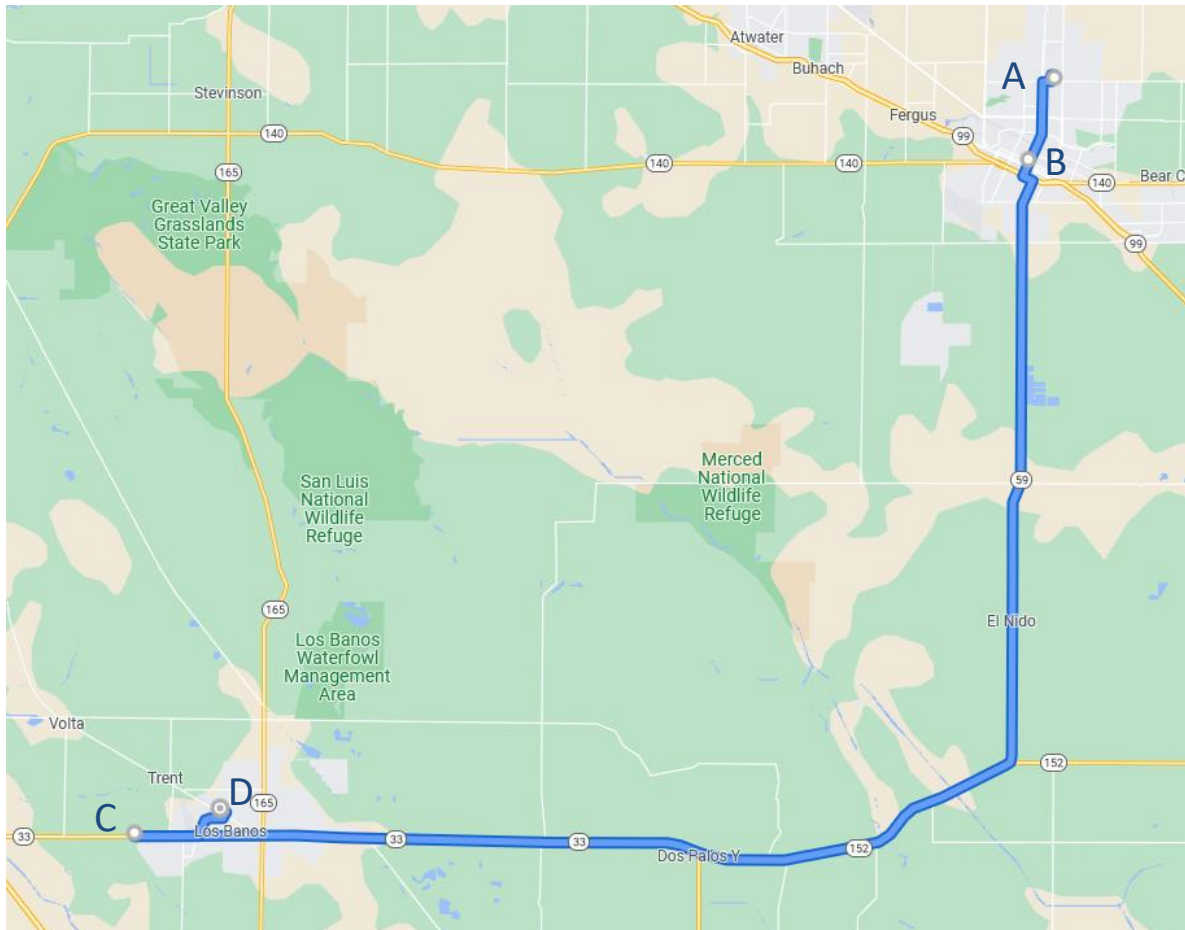 Atwater
Buhach
A
Stevinson
Fergus
99
140
165
140
140
B
140
Bear C
Great Valley
Grasslands
State Park
99
Merced
National
Wildlife
Refuge
San Luis
National
Wildlife
Refuge
59
165
El Nido
Los Banos
Waterfowl
Management
Area
Volta
152
Trent
D
165
C
33
Los Banos
33
33
Dos Palos Y
152